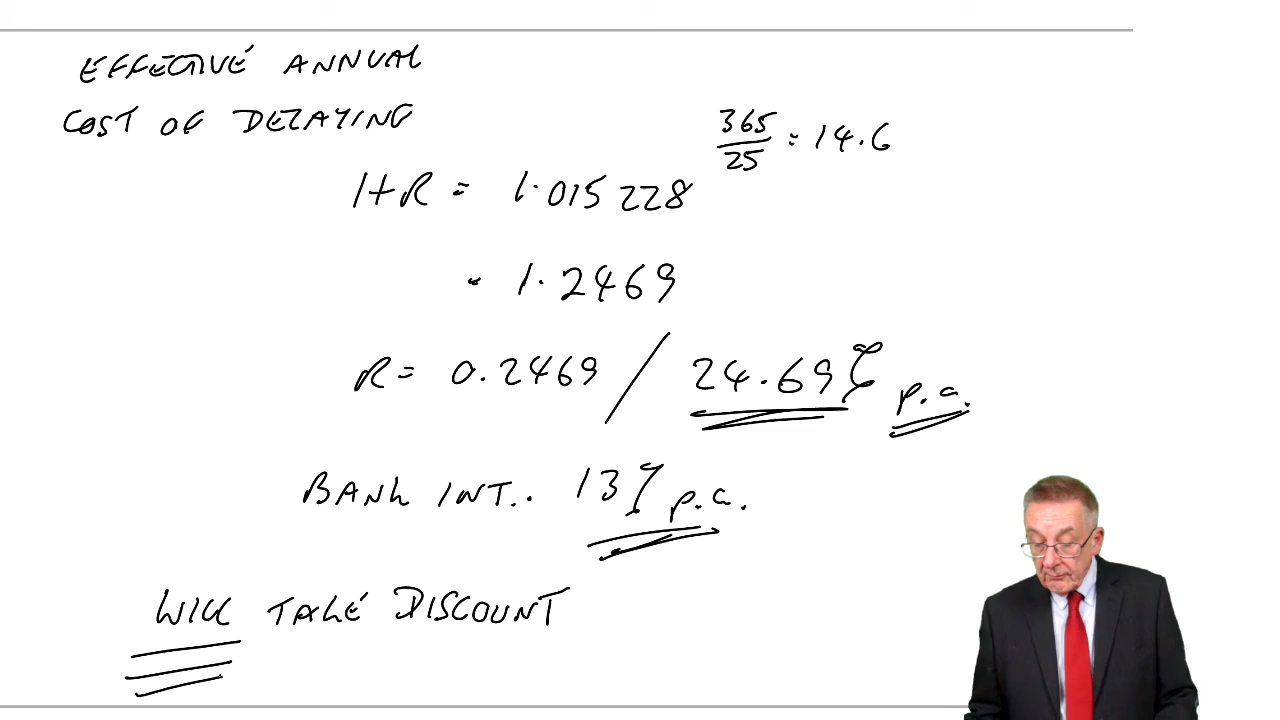 EFFECTIVE ANNUAL
COST OF DELAYING
365
25
= 14.6
1+R = 1.015228
= 1.2469
R = 0.2469 / 24.69% p.a.
BANK INT.. 13% p.a.
WILL TAKE DISCOUNT